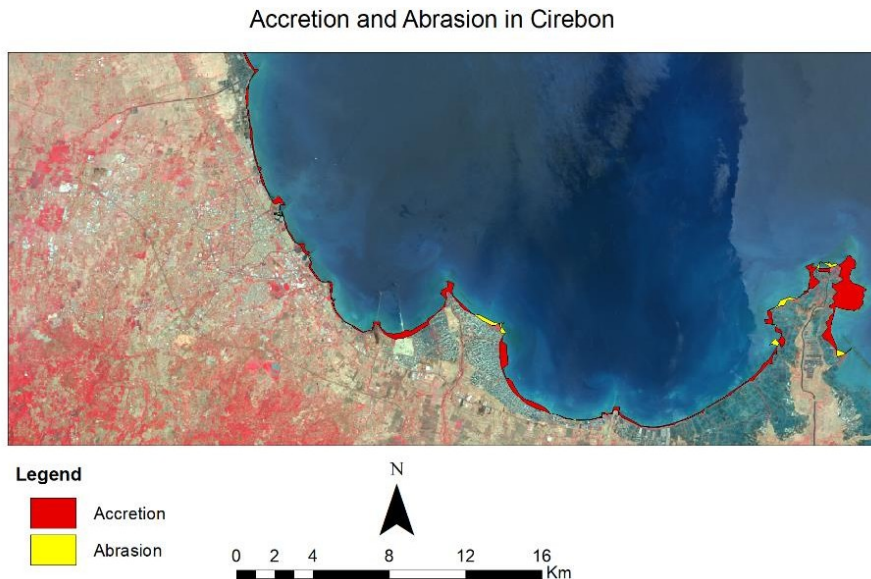 Accretion and Abrasion in Cirebon
Legend
Accretion
Abrasion
N
0 2 4 8 12 16
Km